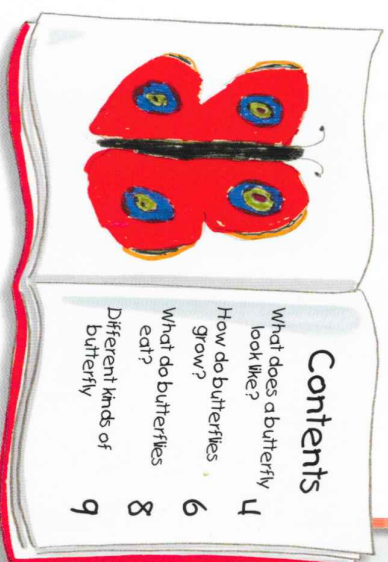 Contents
What does a butterfly
look like? 4
How do butterflies
grow? 6
What do butterflies
eat? 8
Different kinds of
butterfly 9